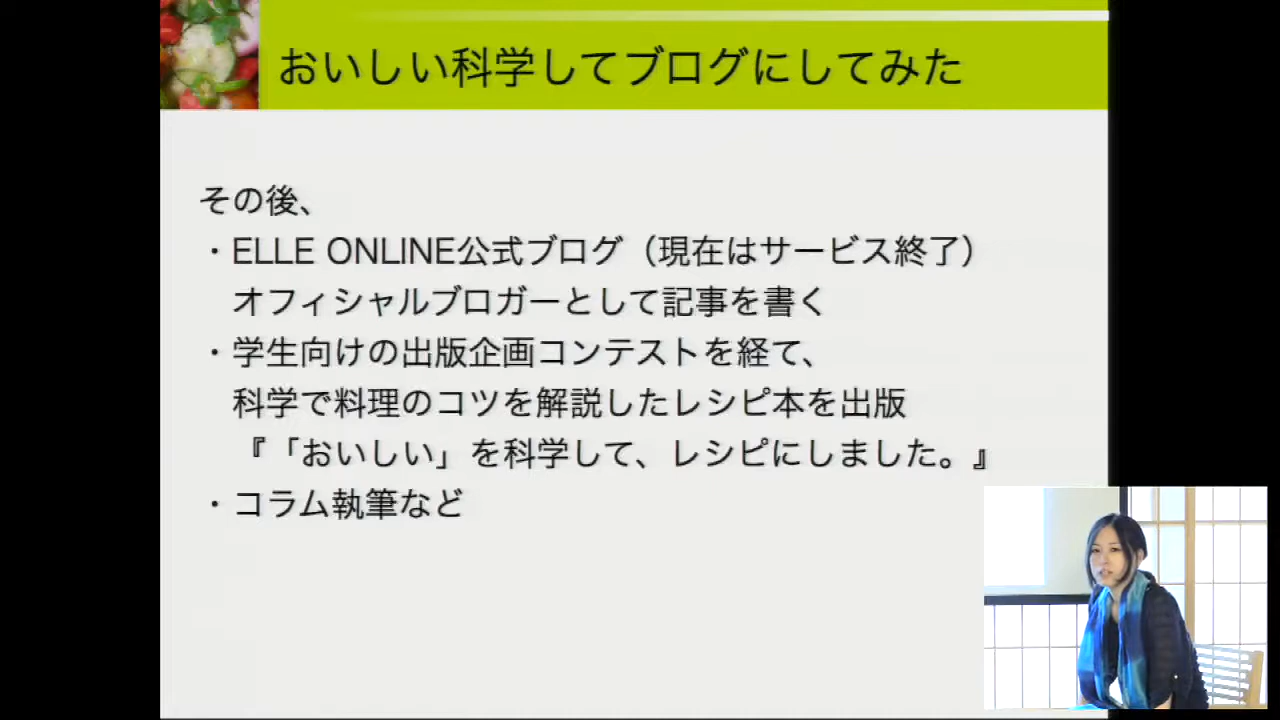 おいしい科学してブログにしてみた
その後、
・ELLE ONLINE公式ブログ（現在はサービス終了）
オフィシャルブロガーとして記事を書く
・学生向けの出版企画コンテストを経て、
科学で料理のコツを解説したレシピ本を出版
『「おいしい」を科学して、レシピにしました。』
・コラム執筆など